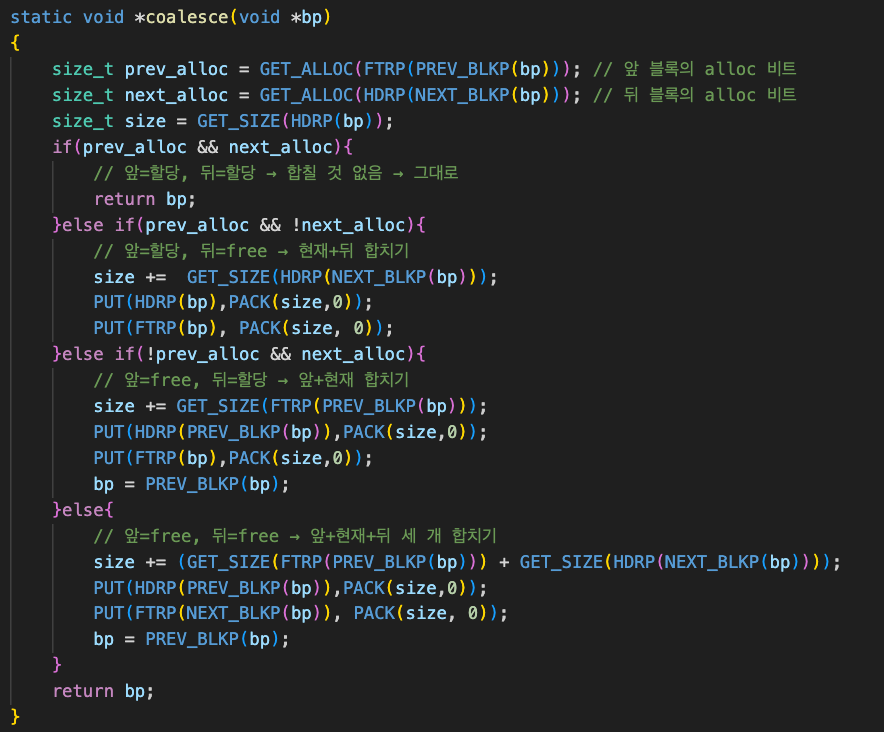 static void *coalesce(void *bp)
{
    size_t prev_alloc = GET_ALLOC(FTRP(PREV_BLKP(bp))); // 앞 블록의 alloc 비트
    size_t next_alloc = GET_ALLOC(HDRP(NEXT_BLKP(bp))); // 뒤 블록의 alloc 비트
    size_t size = GET_SIZE(HDRP(bp));
    if(prev_alloc && next_alloc){
        // 앞=할당, 뒤=할당 → 합칠 것 없음 → 그대로
        return bp;
    }else if(prev_alloc && !next_alloc){
        // 앞=할당, 뒤=free → 현재+뒤 합치기
        size +=  GET_SIZE(HDRP(NEXT_BLKP(bp)));
        PUT(HDRP(bp),PACK(size,0));
        PUT(FTRP(bp), PACK(size, 0));
    }else if(!prev_alloc && next_alloc){
        // 앞=free, 뒤=할당 → 앞+현재 합치기
        size += GET_SIZE(FTRP(PREV_BLKP(bp)));
        PUT(HDRP(PREV_BLKP(bp)),PACK(size,0));
        PUT(FTRP(bp),PACK(size,0));
        bp = PREV_BLKP(bp);
    }else{
        // 앞=free, 뒤=free → 앞+현재+뒤 세 개 합치기
        size += (GET_SIZE(FTRP(PREV_BLKP(bp))) + GET_SIZE(HDRP(NEXT_BLKP(bp))));
        PUT(HDRP(PREV_BLKP(bp)),PACK(size,0));
        PUT(FTRP(NEXT_BLKP(bp)), PACK(size, 0));
        bp = PREV_BLKP(bp);
    }
    return bp;
}